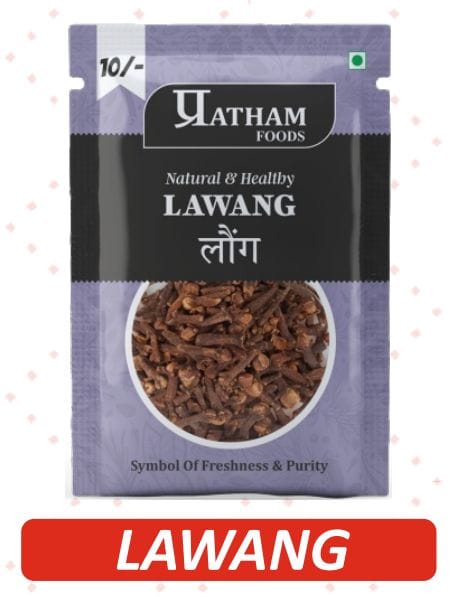 10/-
प्रATHAM
FOODS
Natural & Healthy
LAWANG
लौंग
Symbol Of Freshness & Purity
LAWANG